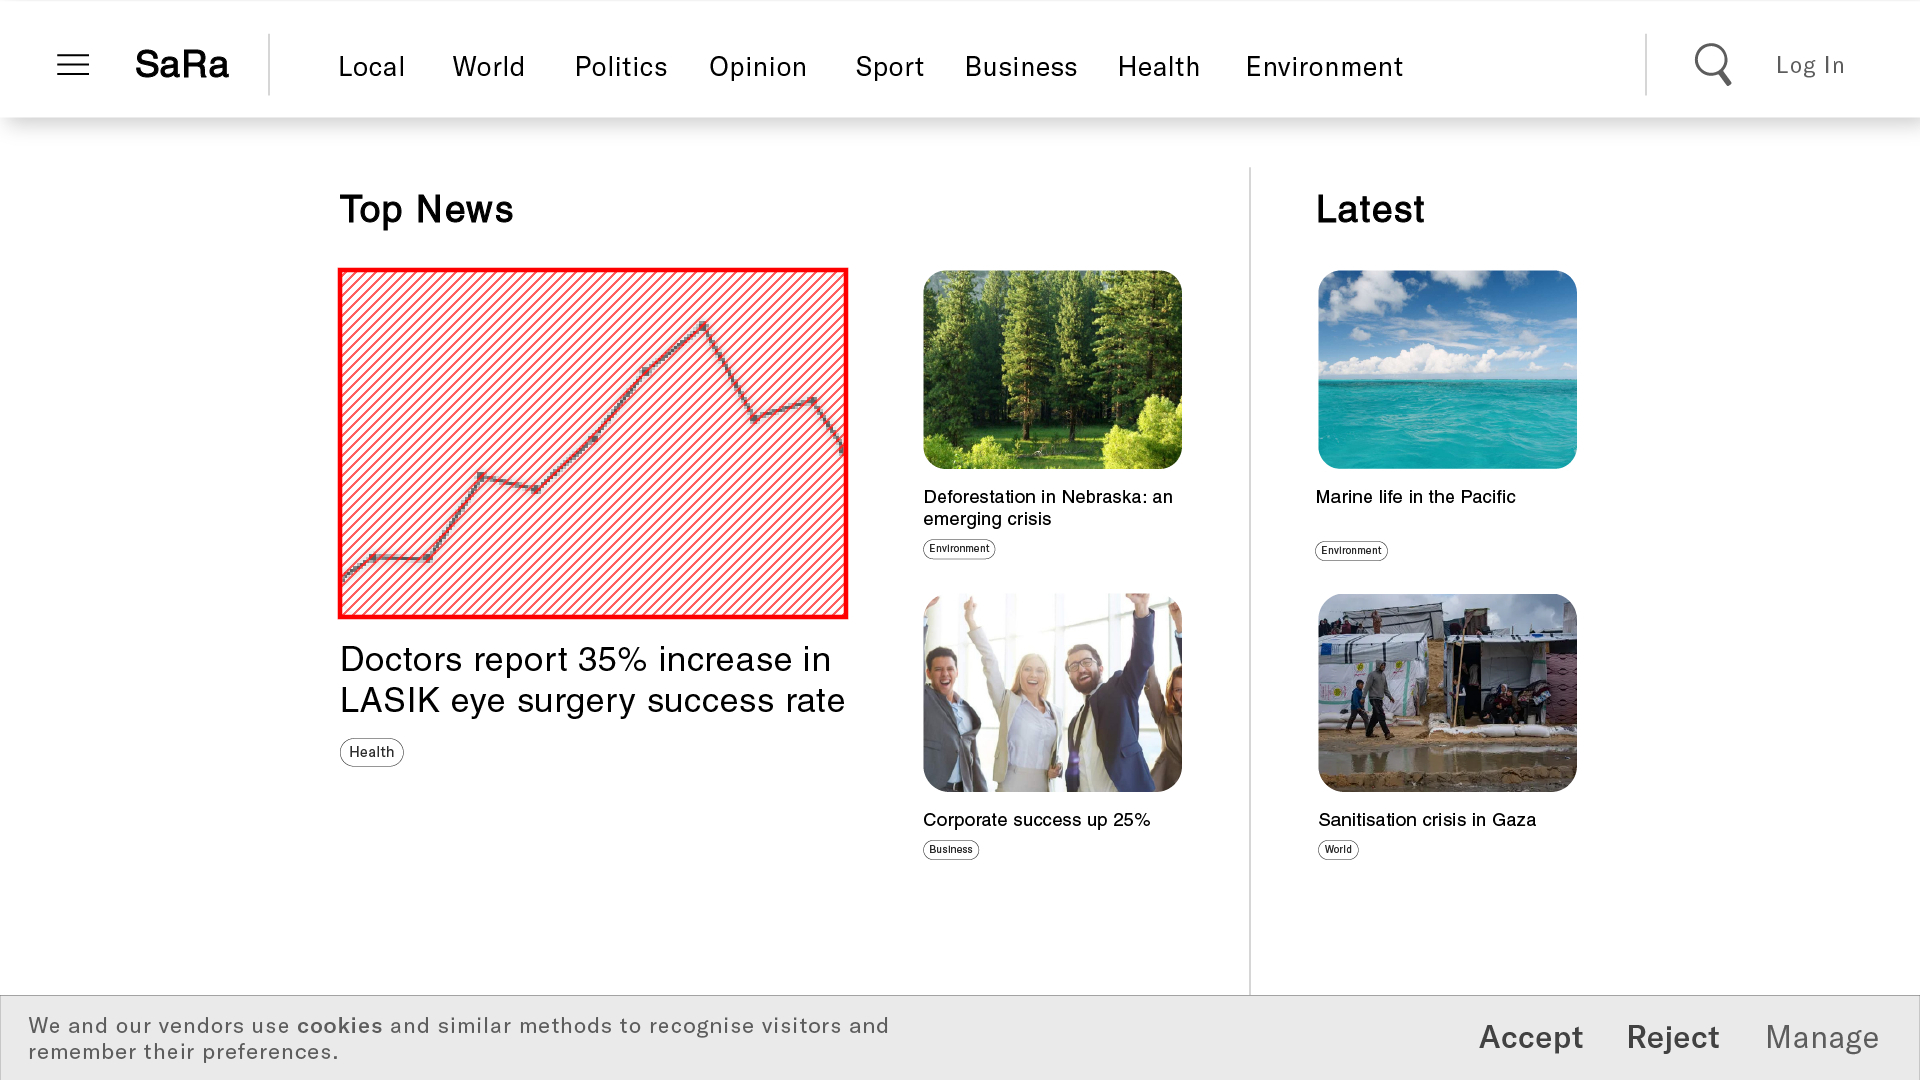 SaRa
Local World Politics Opinion Sport Business Health Environment
Log In
Top News
Doctors report 35% increase in
LASIK eye surgery success rate
Health
Deforestation in Nebraska: an
emerging crisis
Environment
Corporate success up 25%
Business
Latest
Marine life in the Pacific
Environment
Sanitisation crisis in Gaza
World
We and our vendors use cookies and similar methods to recognise visitors and
remember their preferences.
Accept Reject Manage